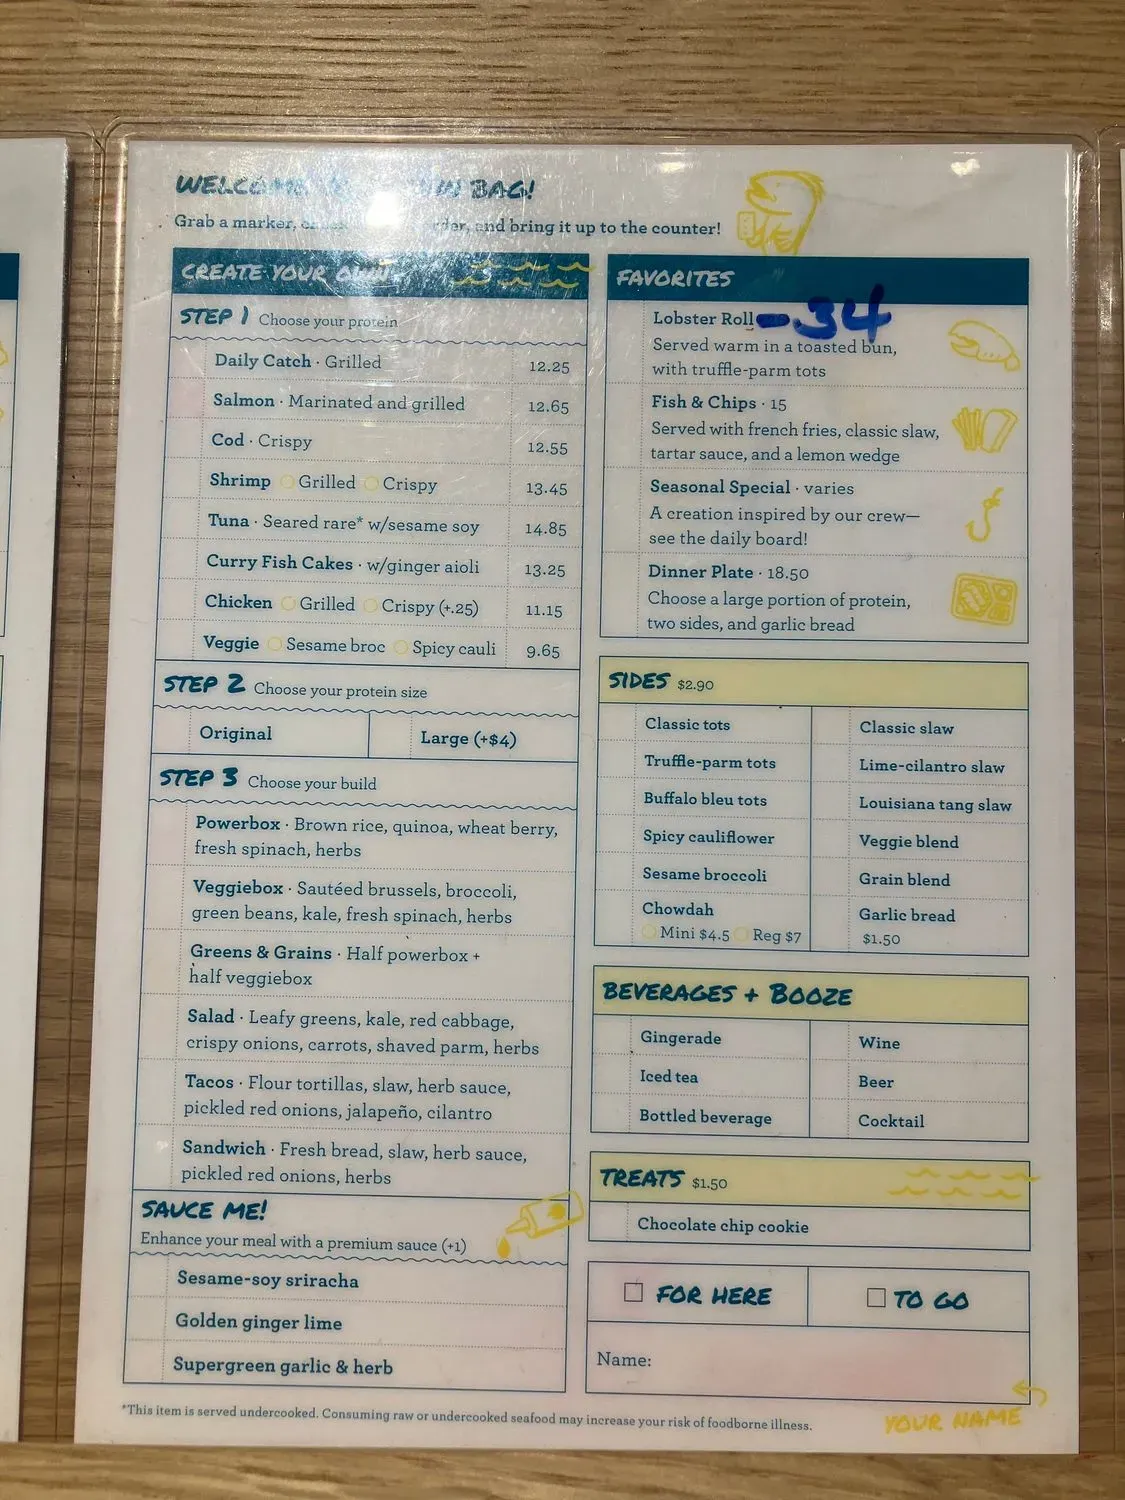 WELCOME BAG!
Grab a marker, and bring it up to the counter!
CREATE YOUR OWN
STEP 1 Choose your protein
Daily Catch · Grilled 12.25
Salmon · Marinated and grilled 12.65
Cod · Crispy 12.55
Shrimp Grilled Crispy 13.45
Tuna · Seared rare* w/sesame soy 14.85
Curry Fish Cakes · w/ginger aioli 13.25
Chicken Grilled Crispy (+.25) 11.15
Veggie Sesame broc Spicy cauli 9.65
STEP 2 Choose your protein size
Original Large (+$4)
STEP 3 Choose your build
Powerbox · Brown rice, quinoa, wheat berry,
fresh spinach, herbs
Veggiebox · Sautéed brussels, broccoli,
green beans, kale, fresh spinach, herbs
Greens & Grains · Half powerbox +
half veggiebox
Salad · Leafy greens, kale, red cabbage,
crispy onions, carrots, shaved parm, herbs
Tacos · Flour tortillas, slaw, herb sauce,
pickled red onions, jalapeño, cilantro
Sandwich · Fresh bread, slaw, herb sauce,
pickled red onions, herbs
SAUCE ME!
Enhance your meal with a premium sauce (+1)
Sesame-soy sriracha
Golden ginger lime
Supergreen garlic & herb
FAVORITES
Lobster Roll 34
Served warm in a toasted bun,
with truffle-parm tots
Fish & Chips · 15
Served with french fries, classic slaw,
tartar sauce, and a lemon wedge
Seasonal Special · varies
A creation inspired by our crew—
see the daily board!
Dinner Plate · 18.50
Choose a large portion of protein,
two sides, and garlic bread
SIDES $2.90
Classic tots Classic slaw
Truffle-parm tots Lime-cilantro slaw
Buffalo bleu tots Louisiana tang slaw
Spicy cauliflower Veggie blend
Sesame broccoli Grain blend
Chowdah Garlic bread
Mini $4.5 Reg $7 $1.50
BEVERAGES + BOOZE
Gingerade Wine
Iced tea Beer
Bottled beverage Cocktail
TREATS $1.50
Chocolate chip cookie
FOR HERE TO GO
Name:
YOUR NAME
*This item is served undercooked. Consuming raw or undercooked seafood may increase your risk of foodborne illness.